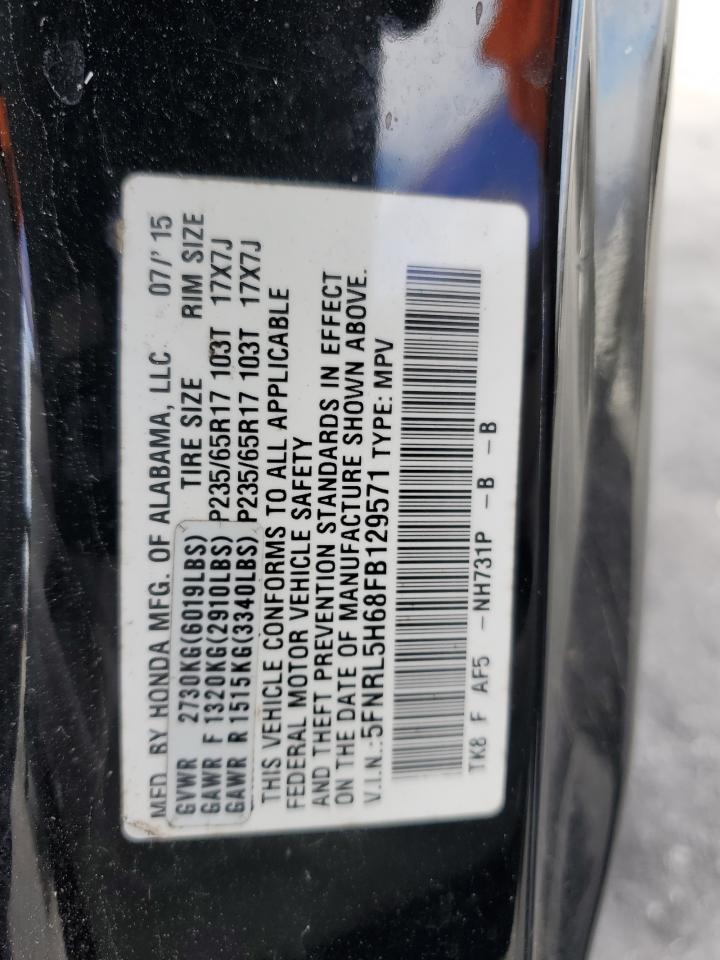 MFD. BY HONDA MFG. OF ALABAMA, LLC 07/'15
GVWR 2730KG(6019LBS) TIRE SIZE RIM SIZE
GAWR F 1320KG(2910LBS) P235/65R17 103T 17X7J
GAWR R 1515KG(3340LBS) P235/65R17 103T 17X7J
THIS VEHICLE CONFORMS TO ALL APPLICABLE
FEDERAL MOTOR VEHICLE SAFETY
AND THEFT PREVENTION STANDARDS IN EFFECT
ON THE DATE OF MANUFACTURE SHOWN ABOVE.
V.I.N.:5FNRL5H68FB129571 TYPE: MPV
TK8 F AF5 -NH731P -B -B